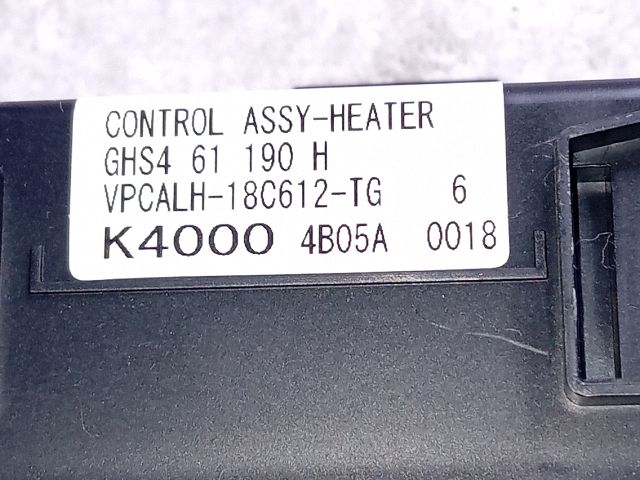 CONTROL ASSY-HEATER
GHS4 61 190 H
VPCALH-18C612-TG 6
K4000 4B05A 0018